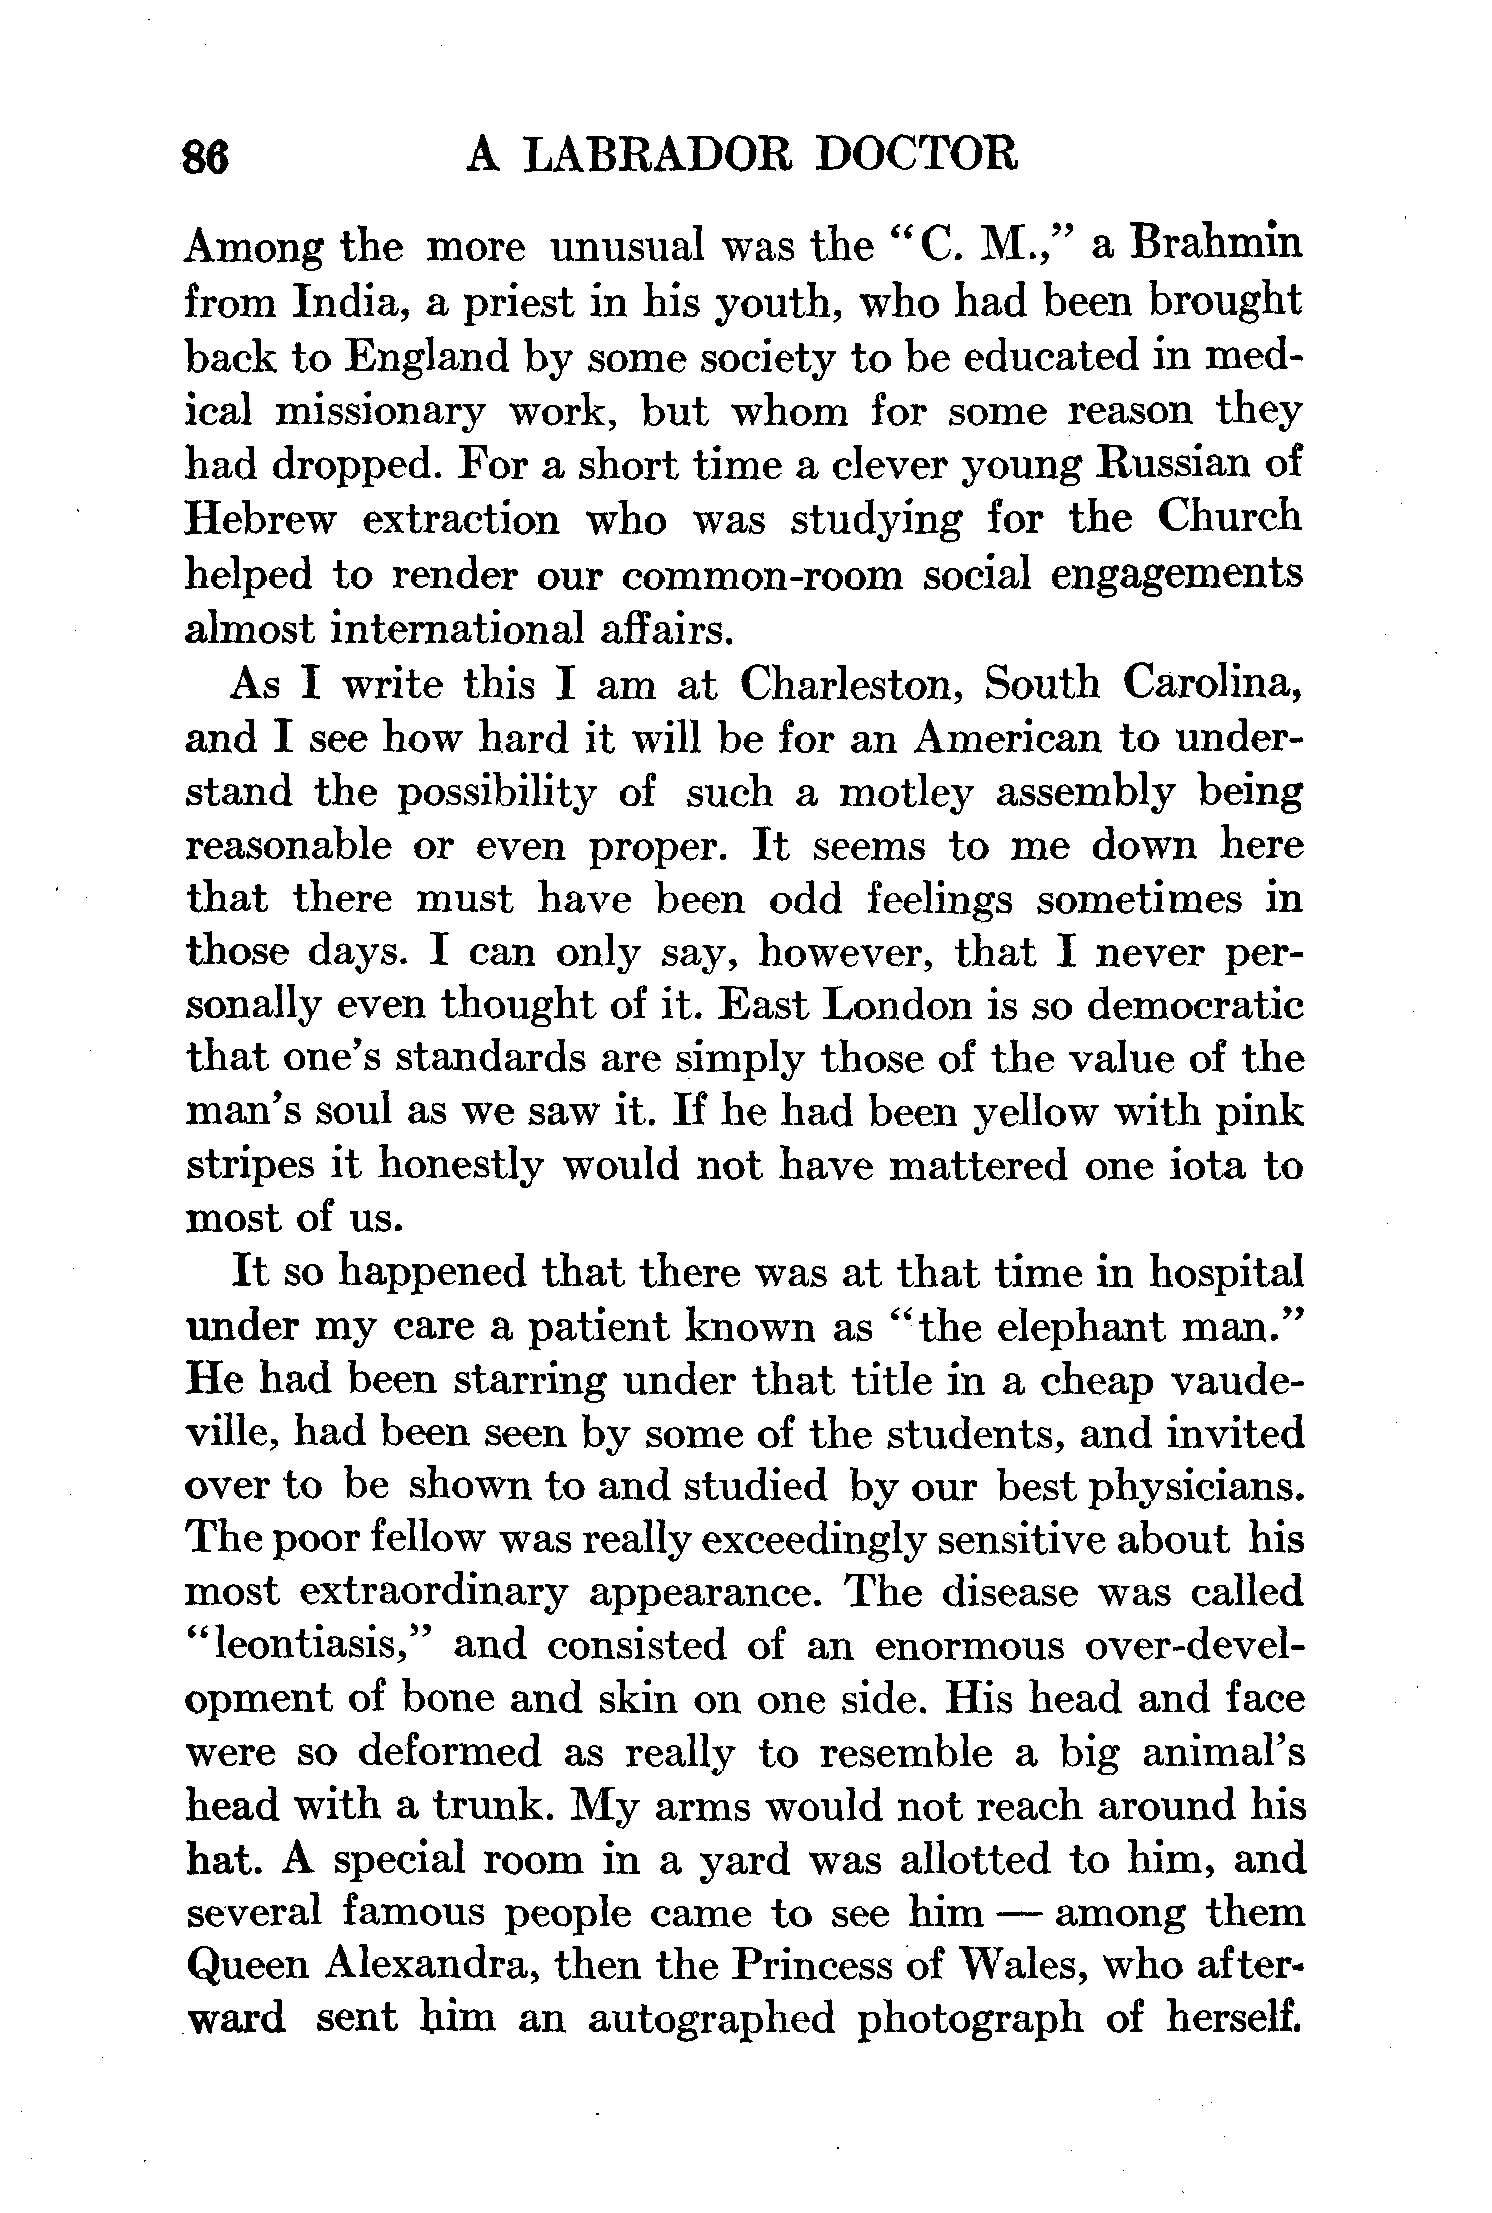 86 A LABRADOR DOCTOR
Among the more unusual was the "C. M.," a Brahmin
from India, a priest in his youth, who had been brought
back to England by some society to be educated in med-
ical missionary work, but whom for some reason they
had dropped. For a short time a clever young Russian of
Hebrew extraction who was studying for the Church
helped to render our common-room social engagements
almost international affairs.
As I write this I am at Charleston, South Carolina,
and I see how hard it will be for an American to under-
stand the possibility of such a motley assembly being
reasonable or even proper. It seems to me down here
that there must have been odd feelings sometimes in
those days. I can only say, however, that I never per-
sonally even thought of it. East London is so democratic
that one's standards are simply those of the value of the
man's soul as we saw it. If he had been yellow with pink
stripes it honestly would not have mattered one iota to
most of us.
It so happened that there was at that time in hospital
under my care a patient known as "the elephant man."
He had been starring under that title in a cheap vaude-
ville, had been seen by some of the students, and invited
over to be shown to and studied by our best physicians.
The poor fellow was really exceedingly sensitive about his
most extraordinary appearance. The disease was called
"leontiasis," and consisted of an enormous over-devel-
opment of bone and skin on one side. His head and face
were so deformed as really to resemble a big animal's
head with a trunk. My arms would not reach around his
hat. A special room in a yard was allotted to him, and
several famous people came to see him — among them
Queen Alexandra, then the Princess of Wales, who after-
ward sent him an autographed photograph of herself.